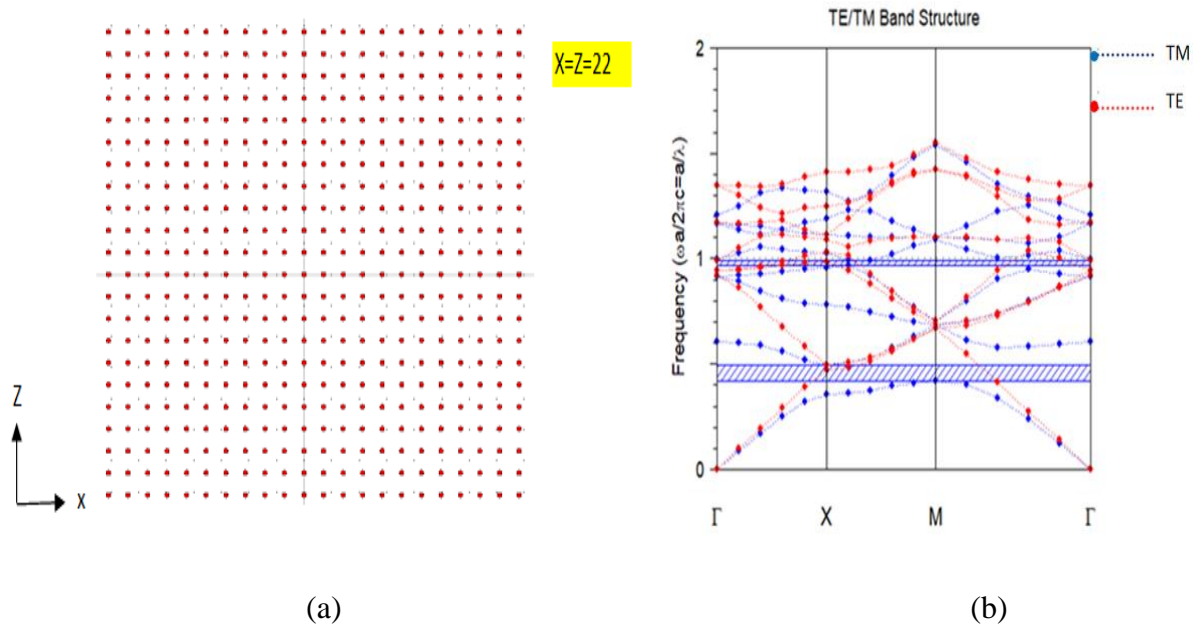 X=Z=22
Z
X
(a)
TE/TM Band Structure
TM
TE
Frequency (ωa/2πc=a/λ)
2
1
0
Γ X M Γ
(b)